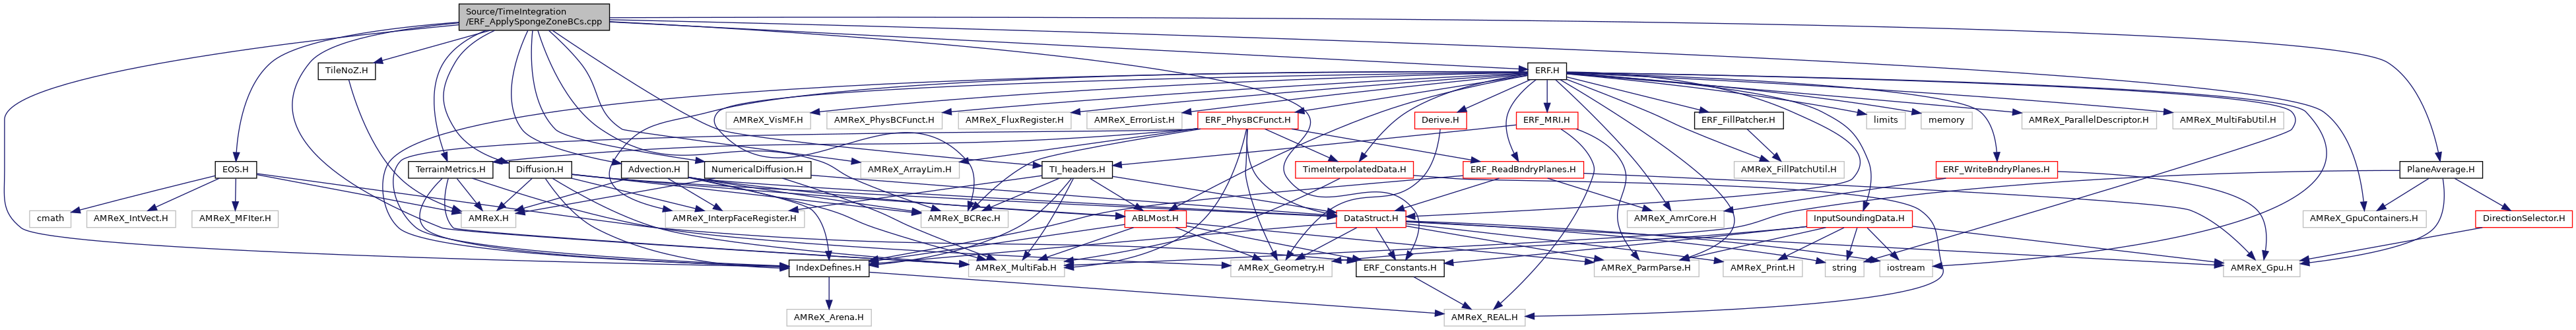 Source/TimeIntegration
/ERF_ApplySpongeZoneBCs.cpp
TileNoZ.H
ERF.H
AMReX_VisMF.H
AMReX_PhysBCFunct.H
AMReX_FluxRegister.H
AMReX_ErrorList.H
ERF_PhysBCFunct.H
Derive.H
ERF_MRI.H
ERF_FillPatcher.H
limits
memory
AMReX_ParallelDescriptor.H
AMReX_MultiFabUtil.H
EOS.H
TerrainMetrics.H
Diffusion.H
Advection.H
NumericalDiffusion.H
AMReX_ArrayLim.H
TI_headers.H
TimeInterpolatedData.H
ERF_ReadBndryPlanes.H
AMReX_FillPatchUtil.H
ERF_WriteBndryPlanes.H
PlaneAverage.H
cmath
AMReX_IntVect.H
AMReX_MFIter.H
AMReX.H
AMReX_InterpFaceRegister.H
AMReX_BCRec.H
ABLMost.H
DataStruct.H
AMReX_AmrCore.H
InputSoundingData.H
AMReX_GpuContainers.H
DirectionSelector.H
IndexDefines.H
AMReX_MultiFab.H
AMReX_Geometry.H
ERF_Constants.H
AMReX_ParmParse.H
AMReX_Print.H
string
iostream
AMReX_Gpu.H
AMReX_Arena.H
AMReX_REAL.H